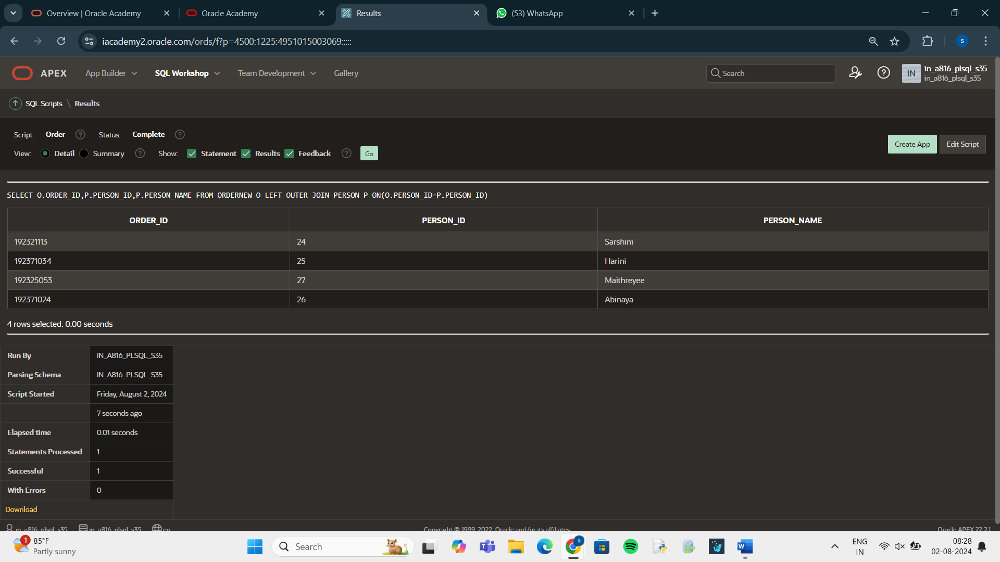 Overview | Oracle Academy
Oracle Academy
Results
(53) WhatsApp
iacademy2.oracle.com/ords/f?p=4500:1225:4951015003069:::::
s
APEX
App Builder
SQL Workshop
Team Development
Gallery
Search
IN
in_a816_plsql_s35
in_a816_plsql_s35
SQL Scripts \ Results
Script: Order ? Status: Complete ?
View: Detail Summary ? Show: Statement Results Feedback ? Go
Create App
Edit Script
SELECT O.ORDER_ID,P.PERSON_ID,P.PERSON_NAME FROM ORDERNEW O LEFT OUTER JOIN PERSON P ON(O.PERSON_ID=P.PERSON_ID)
ORDER_ID PERSON_ID PERSON_NAME
192321113 24 Sarshini
192371034 25 Harini
192325053 27 Maithreyee
192371024 26 Abinaya
4 rows selected. 0.00 seconds
Run By IN_A816_PLSQL_S35
Parsing Schema IN_A816_PLSQL_S35
Script Started Friday, August 2, 2024
7 seconds ago
Elapsed time 0.01 seconds
Statements Processed 1
Successful 1
With Errors 0
Download
in_a816_plsql_s35 in_a816_plsql_s35 en
Copyright © 1999, 2022, Oracle and/or its affiliates.
Oracle APEX 22.2.1
1
95°F
Partly sunny
Search
s
ENG
IN
08:28
02-08-2024